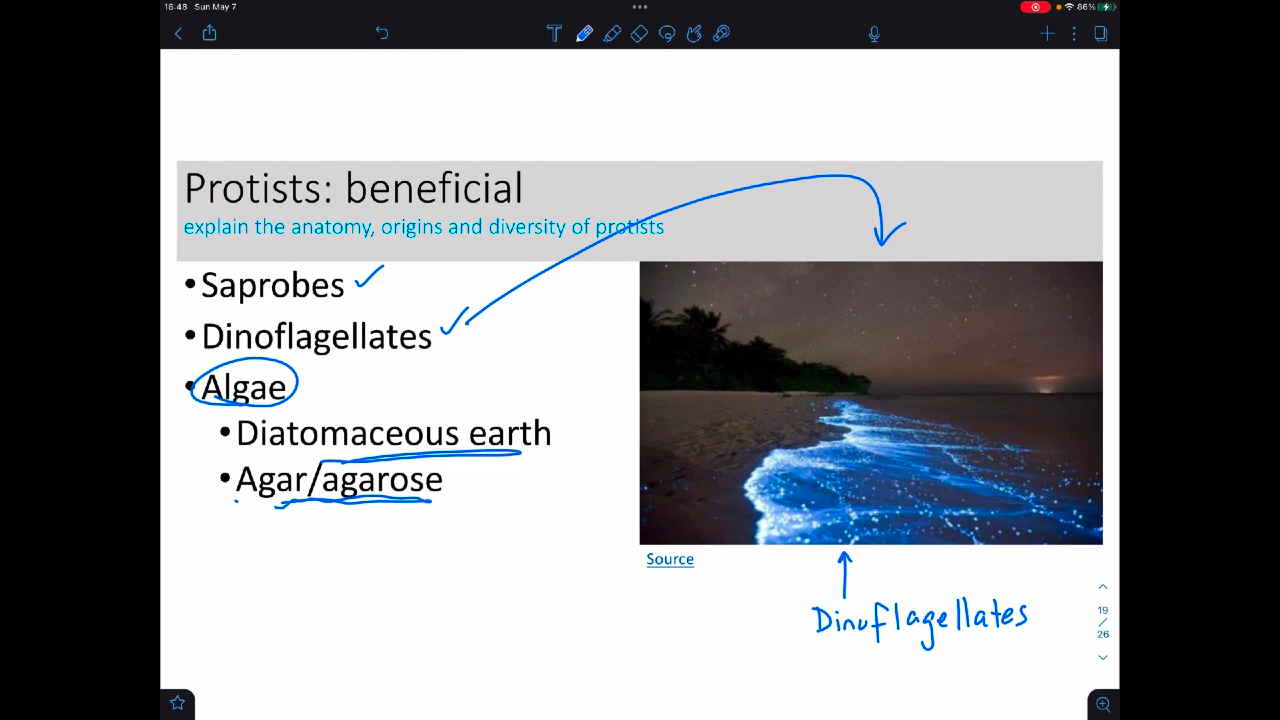 16:48 Sun May 7
86%
T
Protists: beneficial
explain the anatomy, origins and diversity of protists
• Saprobes
• Dinoflagellates
• Algae
• Diatomaceous earth
• Agar/agarose
Source
Dinoflagellates
19
/
26